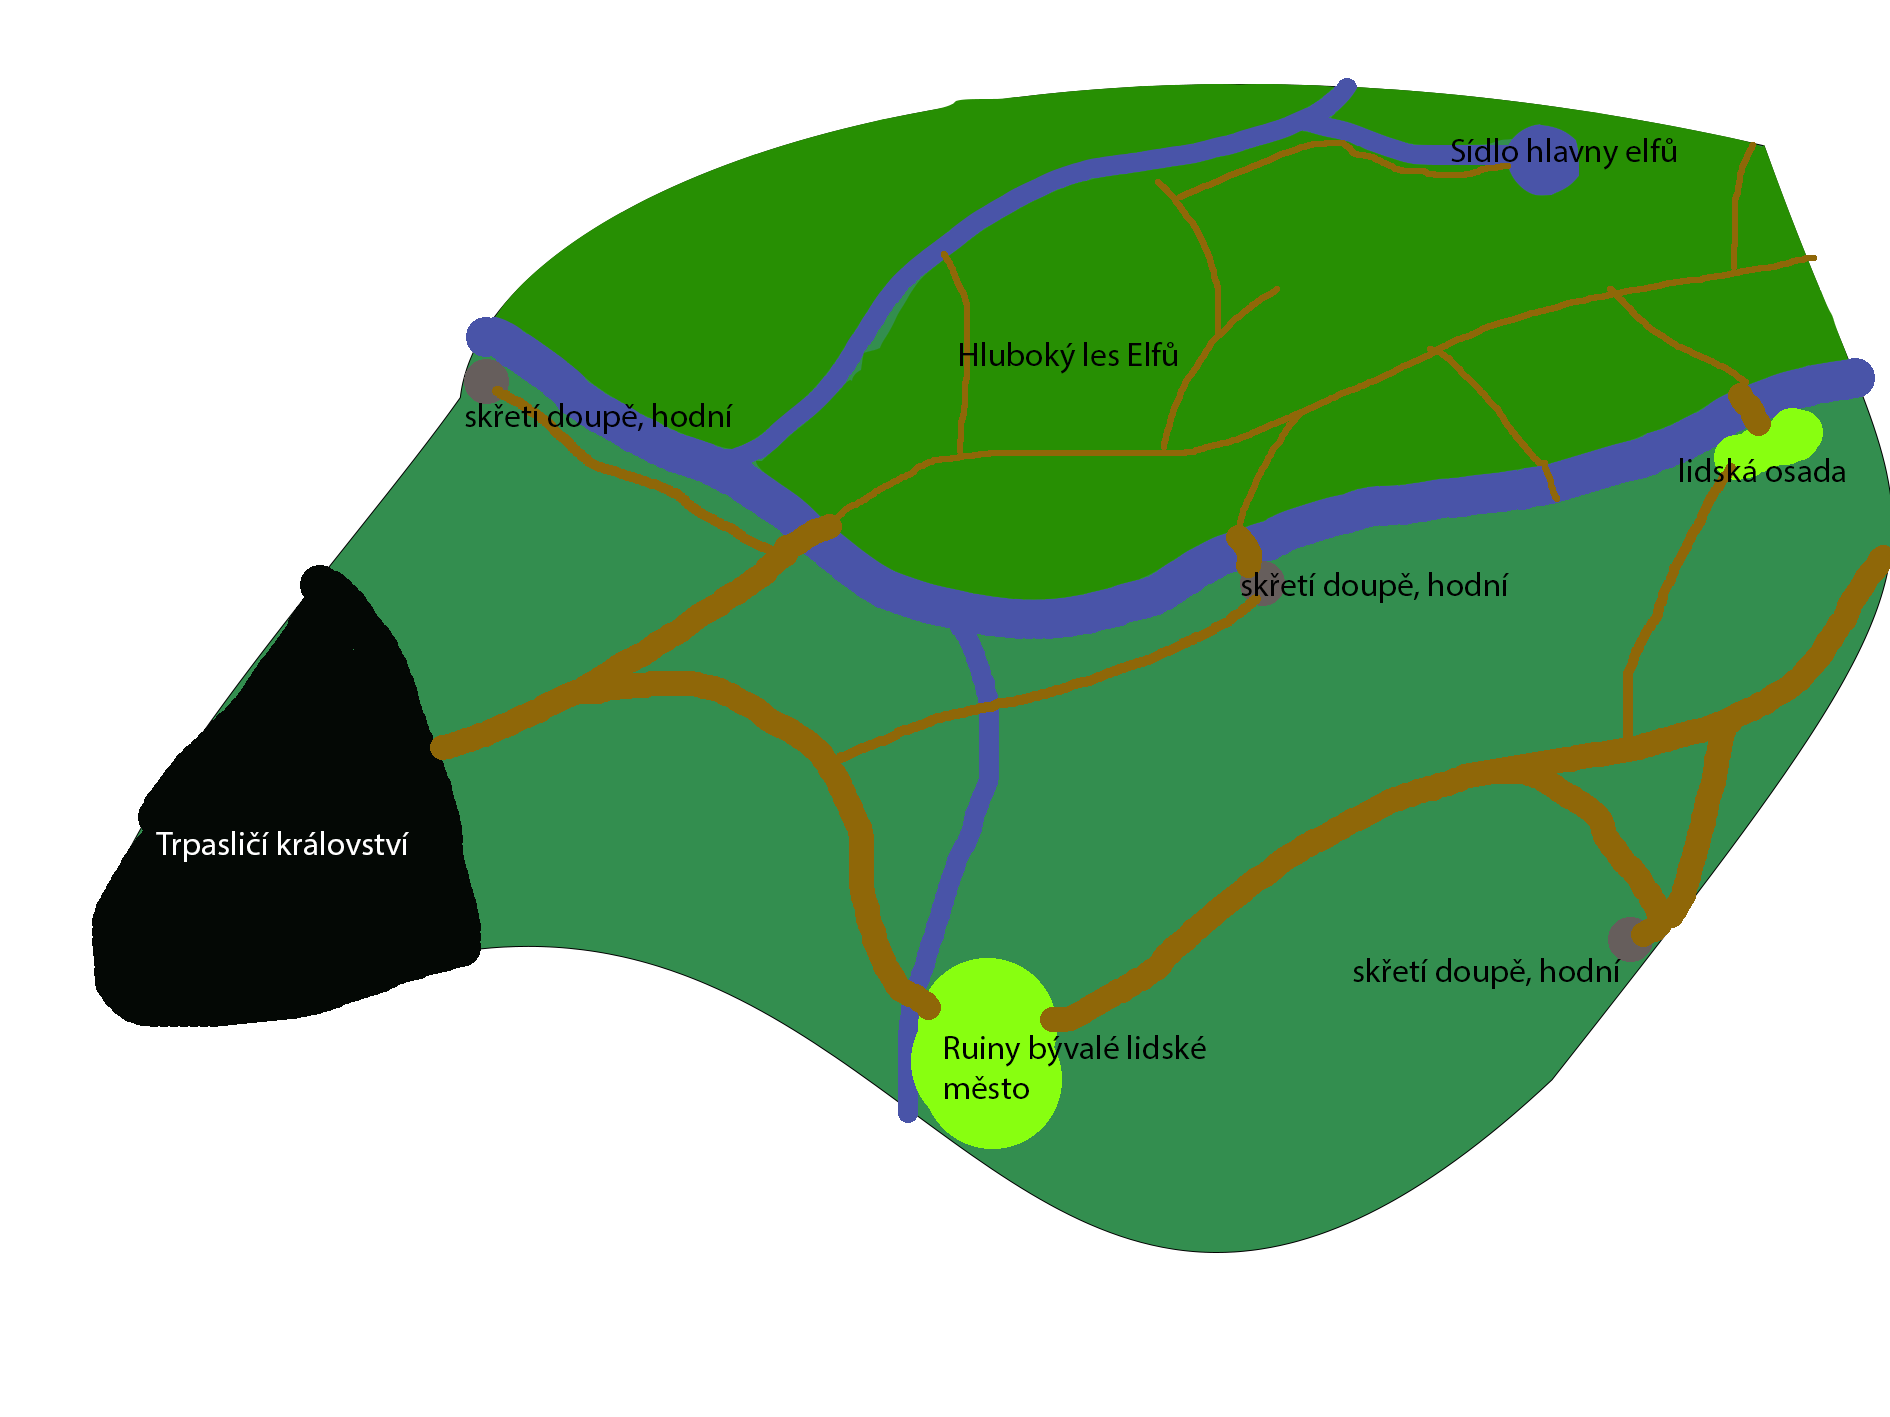 Sídlo hlavny elfů
Hluboký les Elfů
skřetí doupě, hodní
lidská osada
skřetí doupě, hodní
Trpasličí království
skřetí doupě, hodní
Ruiny bývalé lidské
město